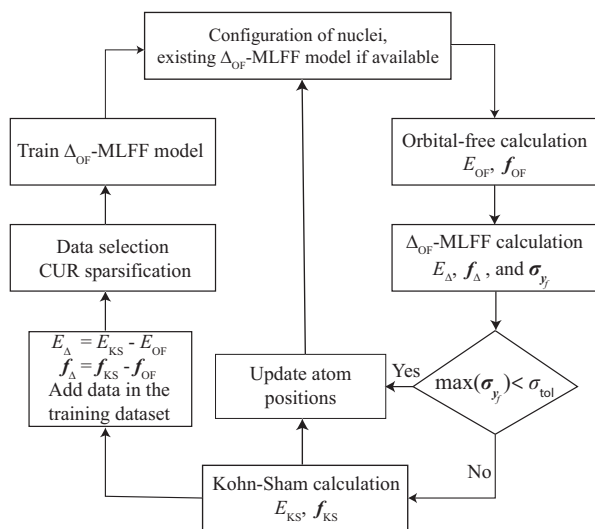 Configuration of nuclei,
existing Δ_OF-MLFF model if available
Orbital-free calculation
E_OF, f_OF
Δ_OF-MLFF calculation
E_Δ, f_Δ, and σ_y_f
max(σ_y_f) < σ_tol
Yes
No
Update atom
positions
Kohn-Sham calculation
E_KS, f_KS
E_Δ = E_KS - E_OF
f_Δ = f_KS - f_OF
Add data in the
training dataset
Data selection
CUR sparsification
Train Δ_OF-MLFF model